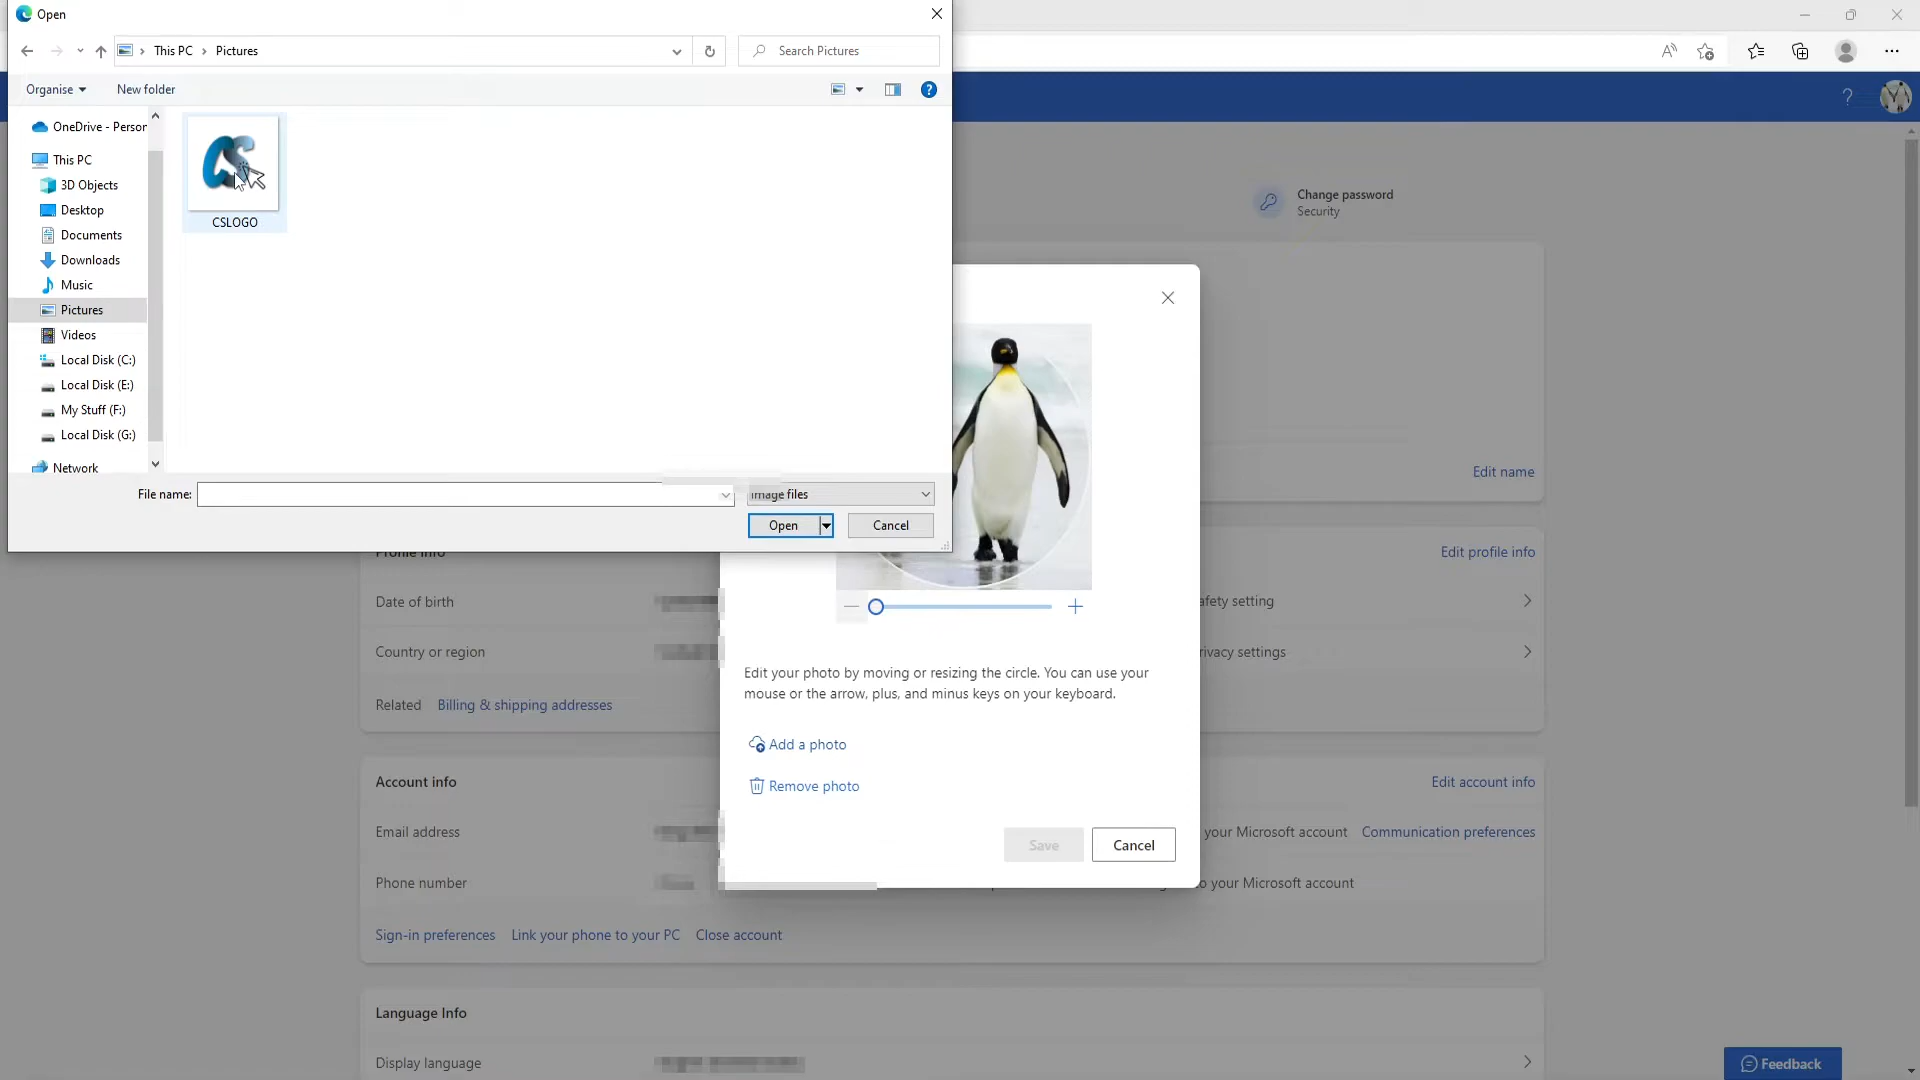 Open
This PC
Pictures
Search Pictures
Organise
New folder
OneDrive - Person
This PC
3D Objects
Desktop
Documents
Downloads
Music
Pictures
Videos
Local Disk (C:)
Local Disk (E:)
My Stuff (F:)
Local Disk (G:)
Network
CS
CSLOGO
File name:
Image files
Open
Cancel
?
Change password
Security
Edit name
Profile info
Edit profile info
Date of birth
afety setting
Country or region
rivacy settings
Related
Billing & shipping addresses
Edit your photo by moving or resizing the circle. You can use your
mouse or the arrow, plus, and minus keys on your keyboard.
Add a photo
Remove photo
Save
Cancel
Account info
Edit account info
Email address
your Microsoft account
Communication preferences
Phone number
o your Microsoft account
Sign-in preferences
Link your phone to your PC
Close account
Language Info
Display language
Feedback